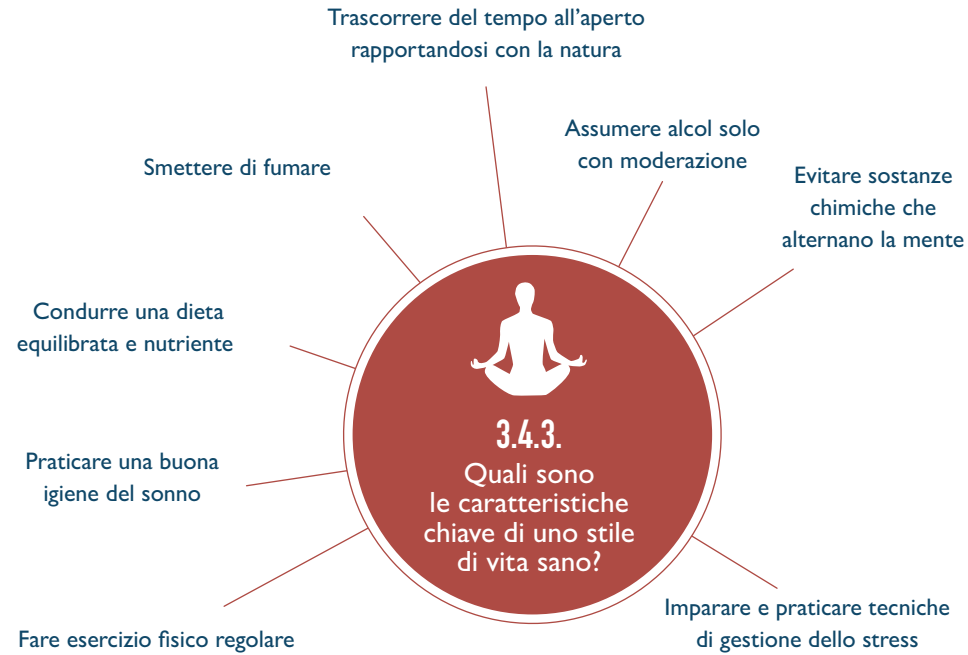 Trascorrere del tempo all'aperto
rapportandosi con la natura
Assumere alcol solo
con moderazione
Smettere di fumare
Evitare sostanze
chimiche che
alternano la mente
Condurre una dieta
equilibrata e nutriente
3.4.3.
Quali sono
le caratteristiche
chiave di uno stile
di vita sano?
Praticare una buona
igiene del sonno
Imparare e praticare tecniche
di gestione dello stress
Fare esercizio fisico regolare